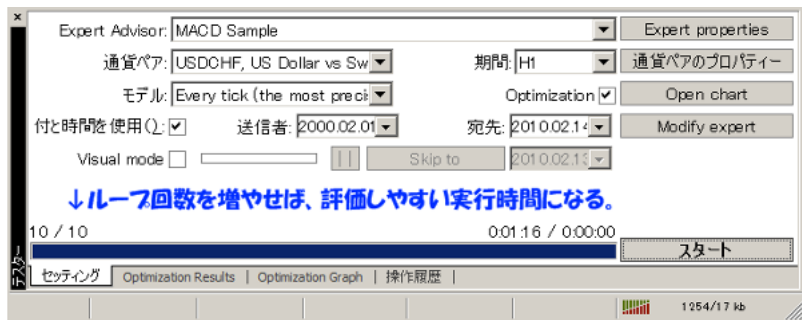 ×
Expert Advisor: MACD Sample Expert properties
通貨ペア: USDCHF, US Dollar vs Sw 期間: H1 通貨ペアのプロパティー
モデル: Every tick (the most preci Optimization Open chart
付と時間を使用(): 送信者: 2000.02.01 宛先: 2010.02.14 Modify expert
Visual mode Skip to 2010.02.13
↓ループ回数を増やせば、評価しやすい実行時間になる。
10 / 10 0:01:16 / 0:00:00
スタート
テスター
セッティング | Optimization Results | Optimization Graph | 操作履歴 |
1254/17 kb